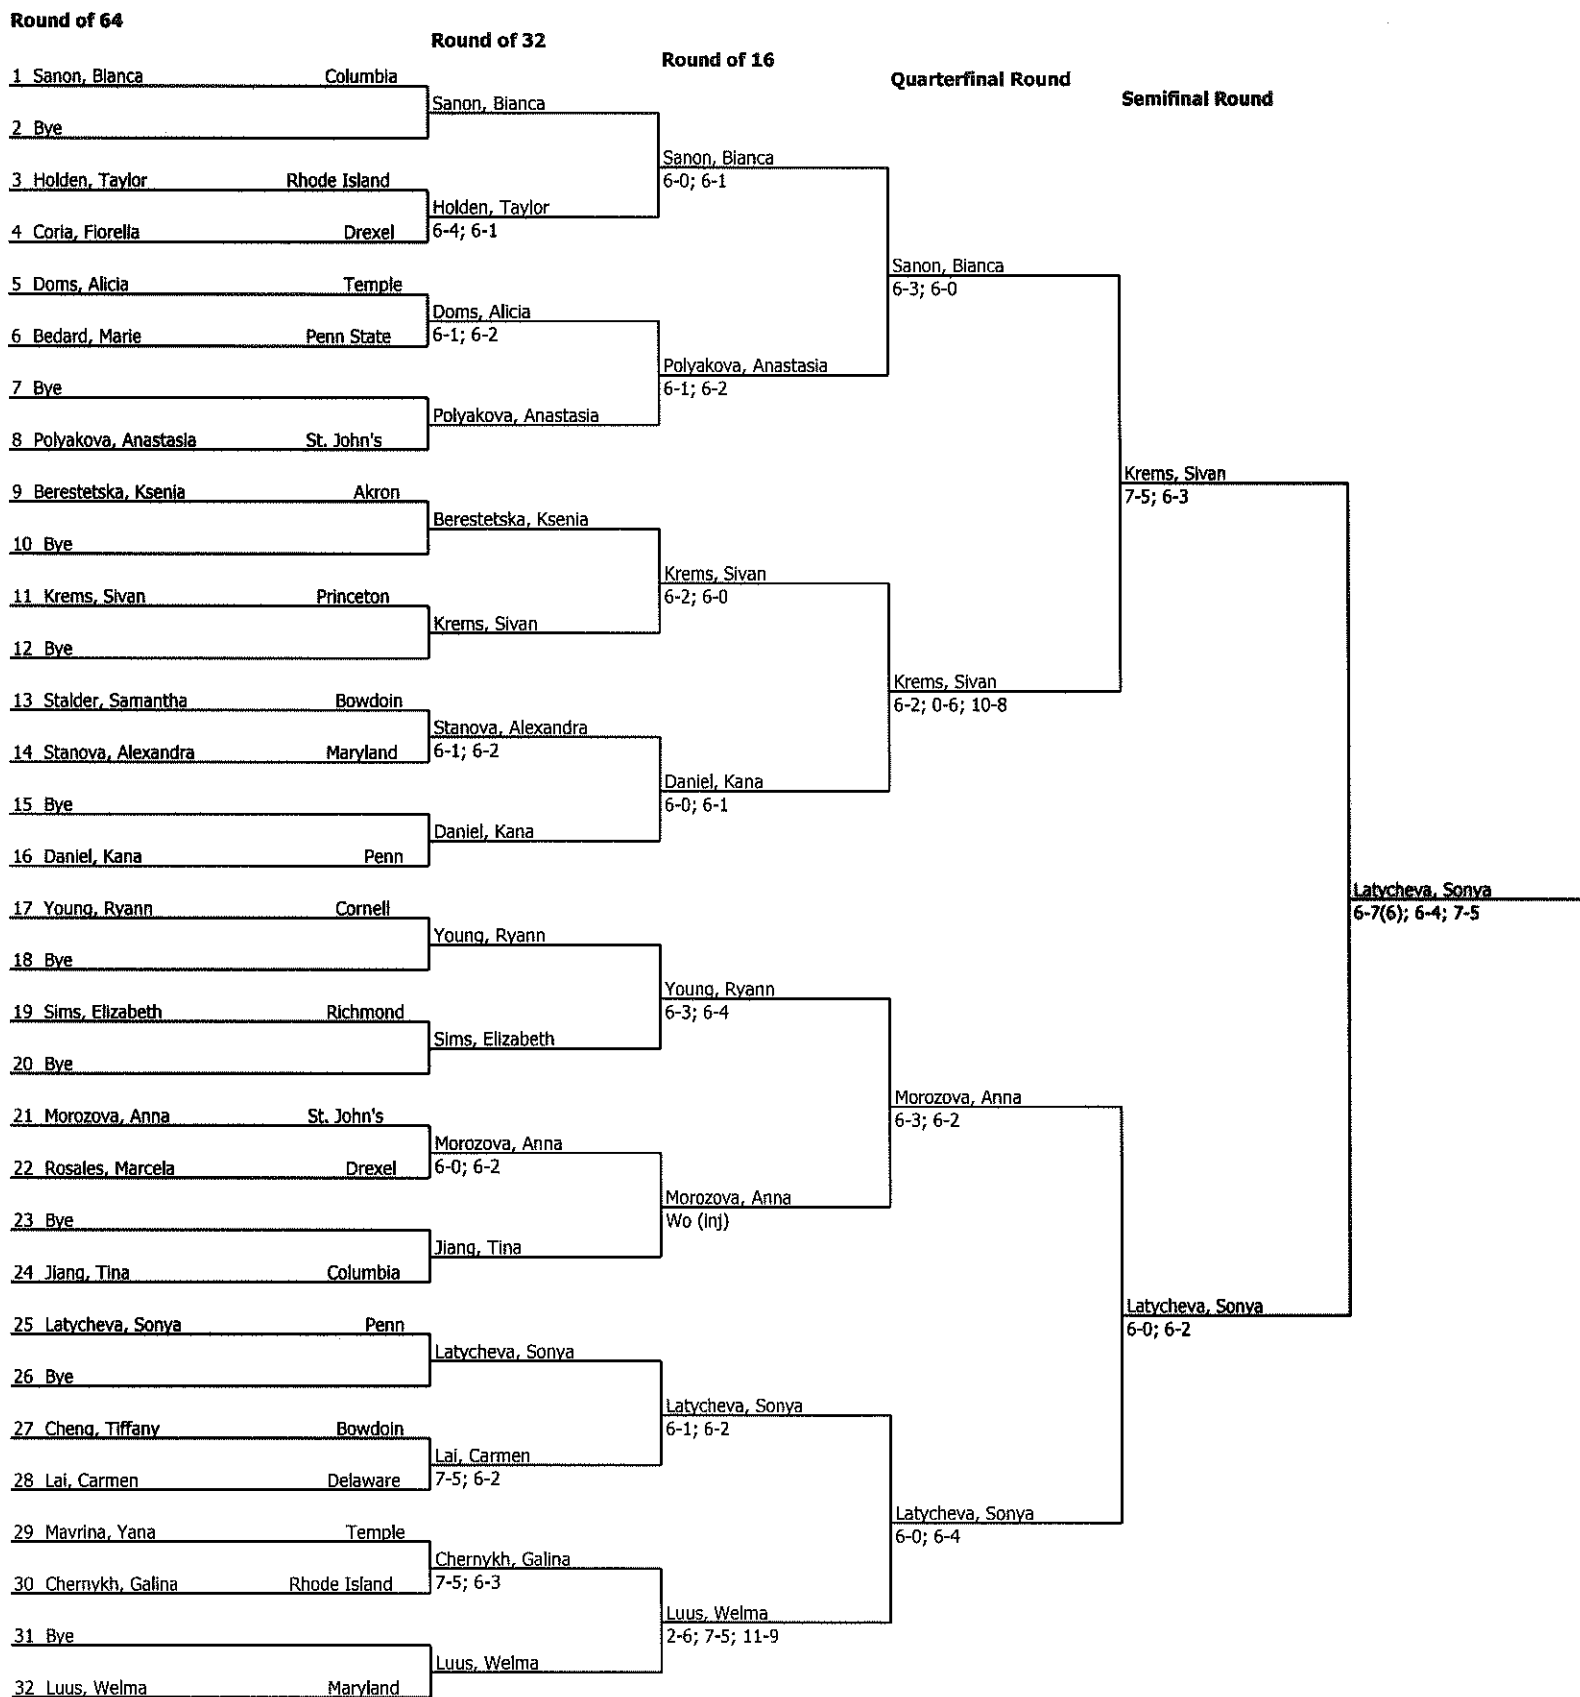 Round of 64
Round of 32
Round of 16
Quarterfinal Round
Semifinal Round
1 Sanon, Bianca Columbia
2 Bye
3 Holden, Taylor Rhode Island
4 Coria, Fiorella Drexel
5 Doms, Alicia Temple
6 Bedard, Marie Penn State
7 Bye
8 Polyakova, Anastasia St. John's
9 Berestetska, Ksenia Akron
10 Bye
11 Krems, Sivan Princeton
12 Bye
13 Stalder, Samantha Bowdoin
14 Stanova, Alexandra Maryland
15 Bye
16 Daniel, Kana Penn
17 Young, Ryann Cornell
18 Bye
19 Sims, Elizabeth Richmond
20 Bye
21 Morozova, Anna St. John's
22 Rosales, Marcela Drexel
23 Bye
24 Jiang, Tina Columbia
25 Latycheva, Sonya Penn
26 Bye
27 Cheng, Tiffany Bowdoin
28 Lai, Carmen Delaware
29 Mavrina, Yana Temple
30 Chernykh, Galina Rhode Island
31 Bye
32 Luus, Welma Maryland
Sanon, Bianca
Holden, Taylor
6-4; 6-1
Doms, Alicia
6-1; 6-2
Polyakova, Anastasia
Berestetska, Ksenia
Krems, Sivan
Stanova, Alexandra
6-1; 6-2
Daniel, Kana
Young, Ryann
Sims, Elizabeth
Morozova, Anna
6-0; 6-2
Jiang, Tina
Latycheva, Sonya
Lai, Carmen
7-5; 6-2
Chernykh, Galina
7-5; 6-3
Luus, Welma
Sanon, Bianca
6-0; 6-1
Polyakova, Anastasia
6-1; 6-2
Krems, Sivan
6-2; 6-0
Daniel, Kana
6-0; 6-1
Young, Ryann
6-3; 6-4
Morozova, Anna
Wo (inj)
Latycheva, Sonya
6-1; 6-2
Luus, Welma
2-6; 7-5; 11-9
Sanon, Bianca
6-3; 6-0
Krems, Sivan
6-2; 0-6; 10-8
Morozova, Anna
6-3; 6-2
Latycheva, Sonya
6-0; 6-4
Krems, Sivan
7-5; 6-3
Latycheva, Sonya
6-0; 6-2
Latycheva, Sonya
6-7(6); 6-4; 7-5